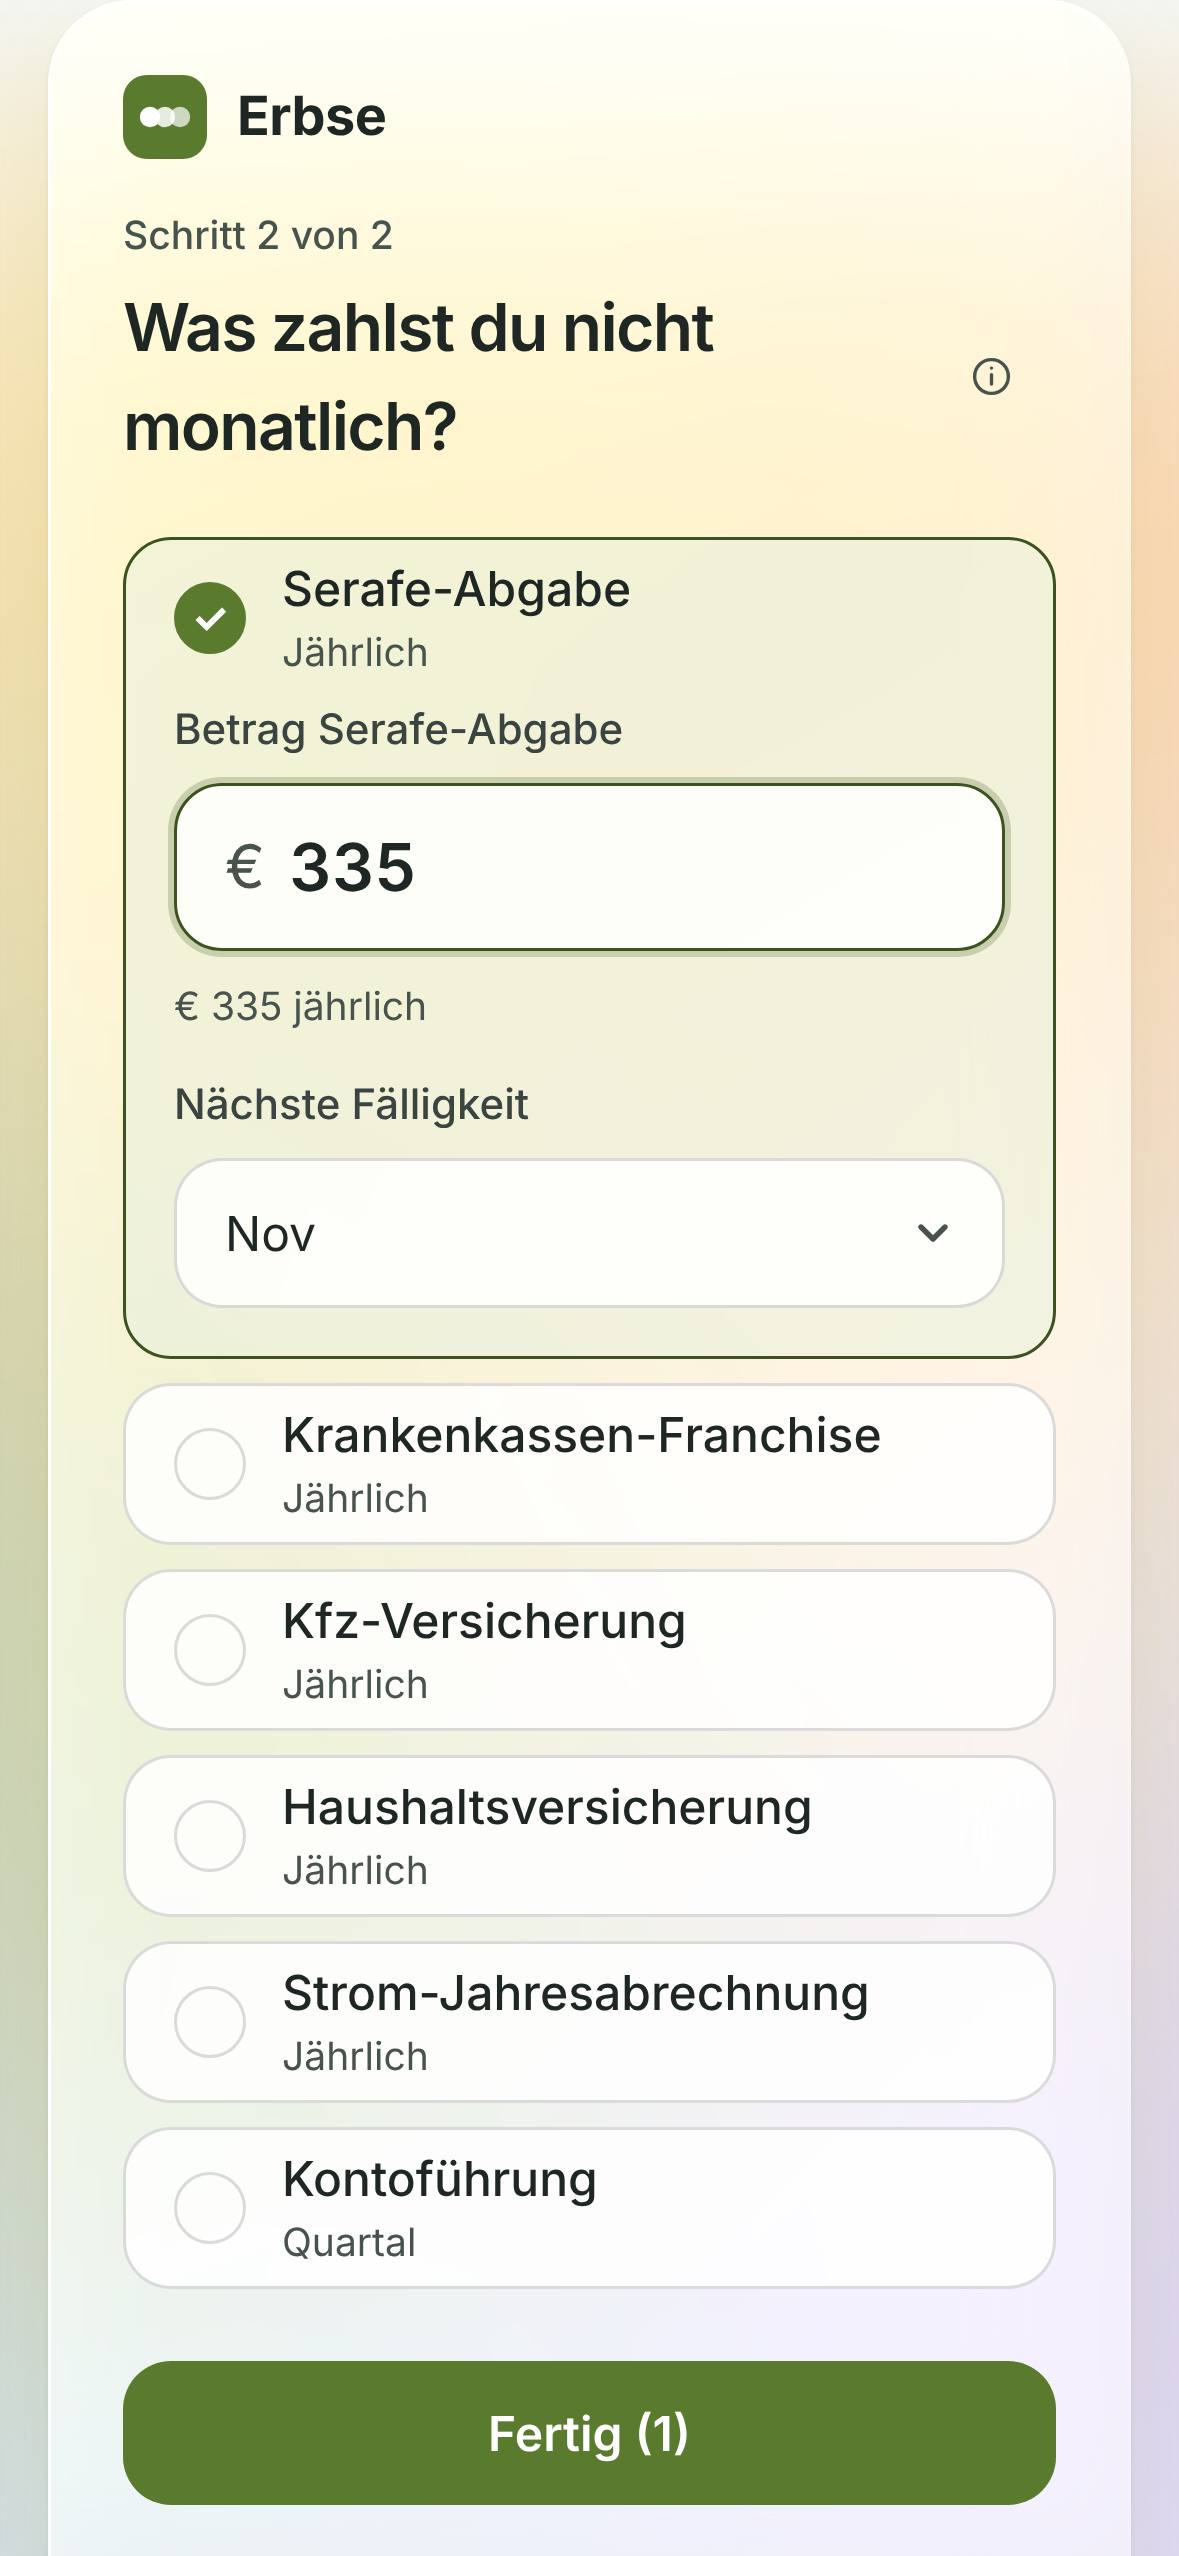 Erbse
Schritt 2 von 2
Was zahlst du nicht
monatlich?
Serafe-Abgabe
Jährlich
Betrag Serafe-Abgabe
€ 335
€ 335 jährlich
Nächste Fälligkeit
Nov
Krankenkassen-Franchise
Jährlich
Kfz-Versicherung
Jährlich
Haushaltsversicherung
Jährlich
Strom-Jahresabrechnung
Jährlich
Kontoführung
Quartal
Fertig (1)